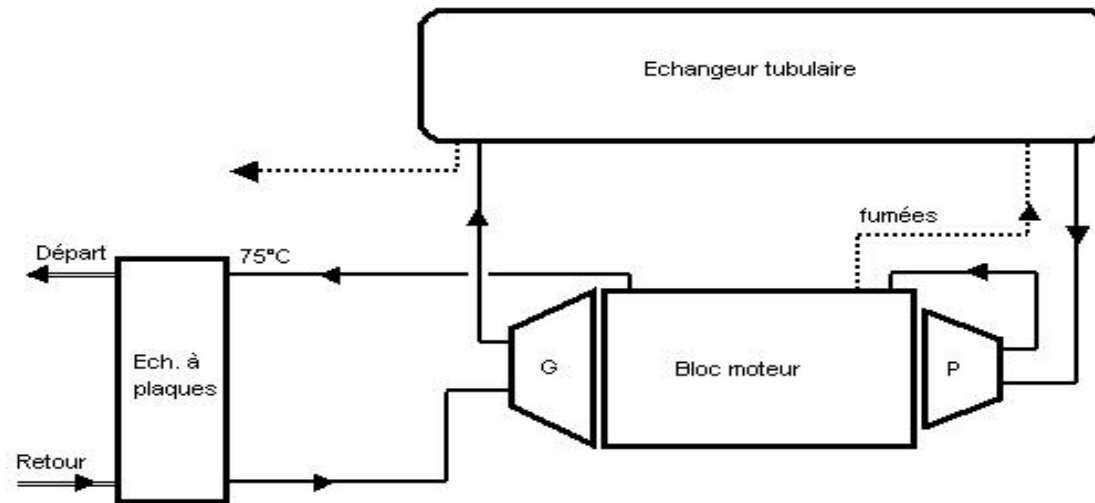 Echangeur tubulaire
fumées
Départ
75°C
Ech. à
plaques
G
Bloc moteur
P
Retour